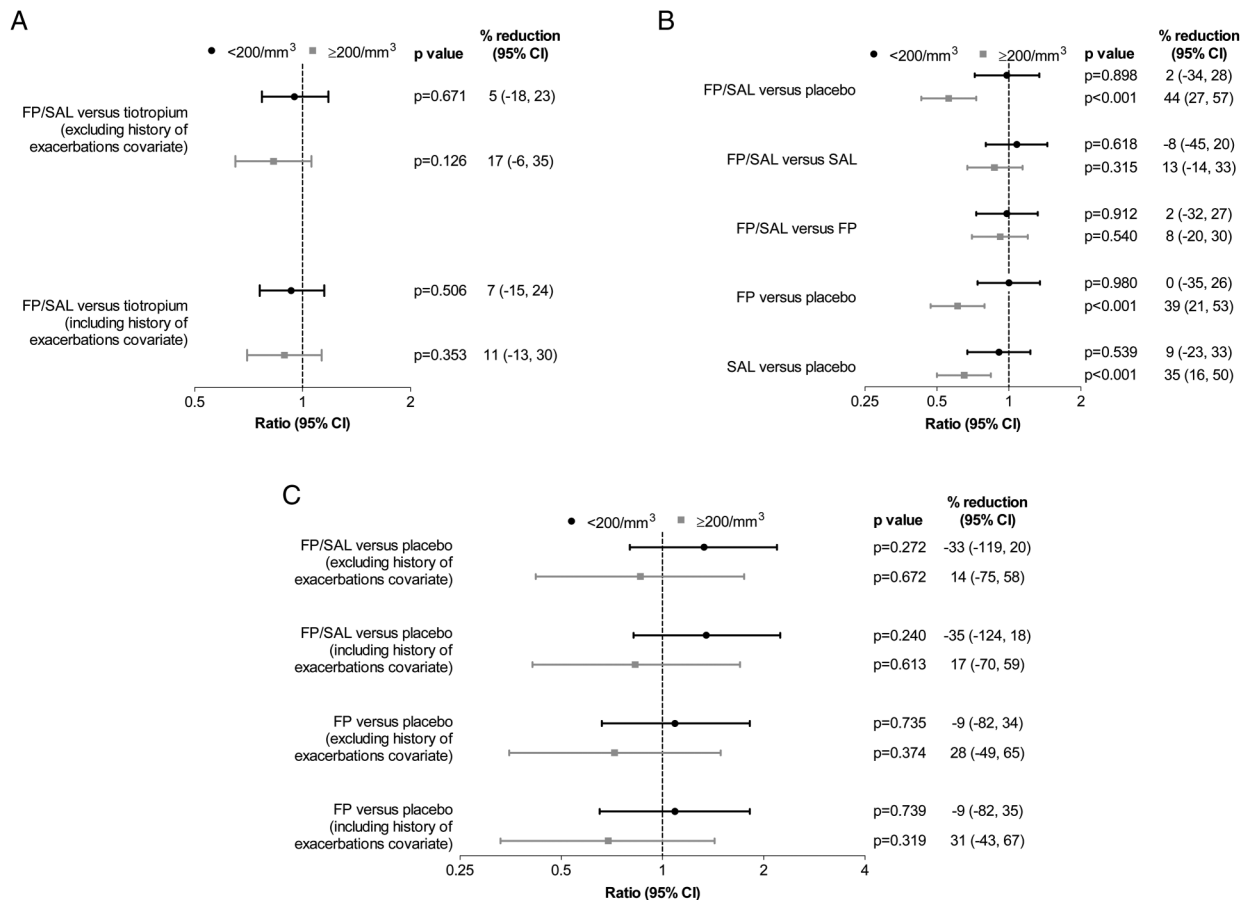 A
<200/mm³ ≥200/mm³
p value
% reduction
(95% CI)
FP/SAL versus tiotropium
(excluding history of
exacerbations covariate)
p=0.671 5 (-18, 23)
p=0.126 17 (-6, 35)
FP/SAL versus tiotropium
(including history of
exacerbations covariate)
p=0.506 7 (-15, 24)
p=0.353 11 (-13, 30)
0.5 1 2
Ratio (95% CI)
B
<200/mm³ ≥200/mm³
p value
% reduction
(95% CI)
FP/SAL versus placebo
p=0.898 2 (-34, 28)
p<0.001 44 (27, 57)
FP/SAL versus SAL
p=0.618 -8 (-45, 20)
p=0.315 13 (-14, 33)
FP/SAL versus FP
p=0.912 2 (-32, 27)
p=0.540 8 (-20, 30)
FP versus placebo
p=0.980 0 (-35, 26)
p<0.001 39 (21, 53)
SAL versus placebo
p=0.539 9 (-23, 33)
p<0.001 35 (16, 50)
0.25 0.5 1 2
Ratio (95% CI)
C
<200/mm³ ≥200/mm³
p value
% reduction
(95% CI)
FP/SAL versus placebo
(excluding history of
exacerbations covariate)
p=0.272 -33 (-119, 20)
p=0.672 14 (-75, 58)
FP/SAL versus placebo
(including history of
exacerbations covariate)
p=0.240 -35 (-124, 18)
p=0.613 17 (-70, 59)
FP versus placebo
(excluding history of
exacerbations covariate)
p=0.735 -9 (-82, 34)
p=0.374 28 (-49, 65)
FP versus placebo
(including history of
exacerbations covariate)
p=0.739 -9 (-82, 35)
p=0.319 31 (-43, 67)
0.25 0.5 1 2 4
Ratio (95% CI)